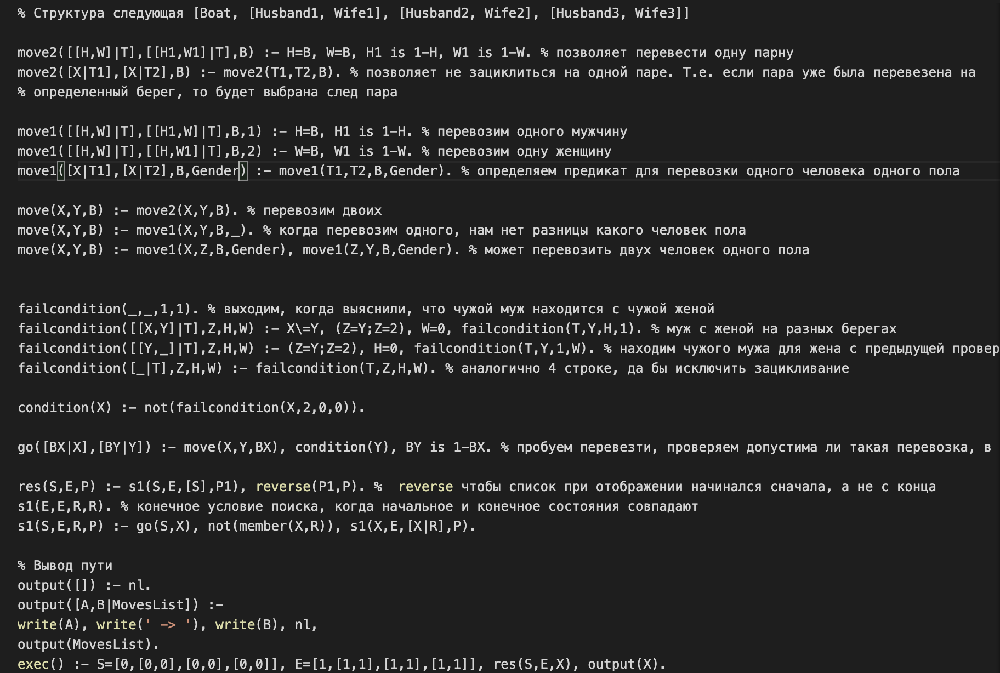 % Структура следующая [Boat, [Husband1, Wife1], [Husband2, Wife2], [Husband3, Wife3]]
move2([[H,W]|T],[[H1,W1]|T],B) :- H=B, W=B, H1 is 1-H, W1 is 1-W. % позволяет перевести одну парну
move2([X|T1],[X|T2],B) :- move2(T1,T2,B). % позволяет не зациклиться на одной паре. Т.е. если пара уже была перевезена на
% определенный берег, то будет выбрана след пара
move1([[H,W]|T],[[H1,W]|T],B,1) :- H=B, H1 is 1-H. % перевозим одного мужчину
move1([[H,W]|T],[[H,W1]|T],B,2) :- W=B, W1 is 1-W. % перевозим одну женщину
move1([X|T1],[X|T2],B,Gender) :- move1(T1,T2,B,Gender). % определяем предикат для перевозки одного человека одного пола
move(X,Y,B) :- move2(X,Y,B). % перевозим двоих
move(X,Y,B) :- move1(X,Y,B,_). % когда перевозим одного, нам нет разницы какого человек пола
move(X,Y,B) :- move1(X,Z,B,Gender), move1(Z,Y,B,Gender). % может перевозить двух человек одного пола
failcondition(_,_,1,1). % выходим, когда выяснили, что чужой муж находится с чужой женой
failcondition([[X,Y]|T],Z,H,W) :- X\=Y, (Z=Y;Z=2), W=0, failcondition(T,Y,H,1). % муж с женой на разных берегах
failcondition([[Y,_]|T],Z,H,W) :- (Z=Y;Z=2), H=0, failcondition(T,Y,1,W). % находим чужого мужа для жена с предыдущей провер
failcondition([_|T],Z,H,W) :- failcondition(T,Z,H,W). % аналогично 4 строке, да бы исключить зацикливание
condition(X) :- not(failcondition(X,2,0,0)).
go([BX|X],[BY|Y]) :- move(X,Y,BX), condition(Y), BY is 1-BX. % пробуем перевезти, проверяем допустима ли такая перевозка, в
res(S,E,P) :- s1(S,E,[S],P1), reverse(P1,P). %  reverse чтобы список при отображении начинался сначала, а не с конца
s1(E,E,R,R). % конечное условие поиска, когда начальное и конечное состояния совпадают
s1(S,E,R,P) :- go(S,X), not(member(X,R)), s1(X,E,[X|R],P).
% Вывод пути
output([]) :- nl.
output([A,B|MovesList]) :-
write(A), write(' -> '), write(B), nl,
output(MovesList).
exec() :- S=[0,[0,0],[0,0],[0,0]], E=[1,[1,1],[1,1],[1,1]], res(S,E,X), output(X).